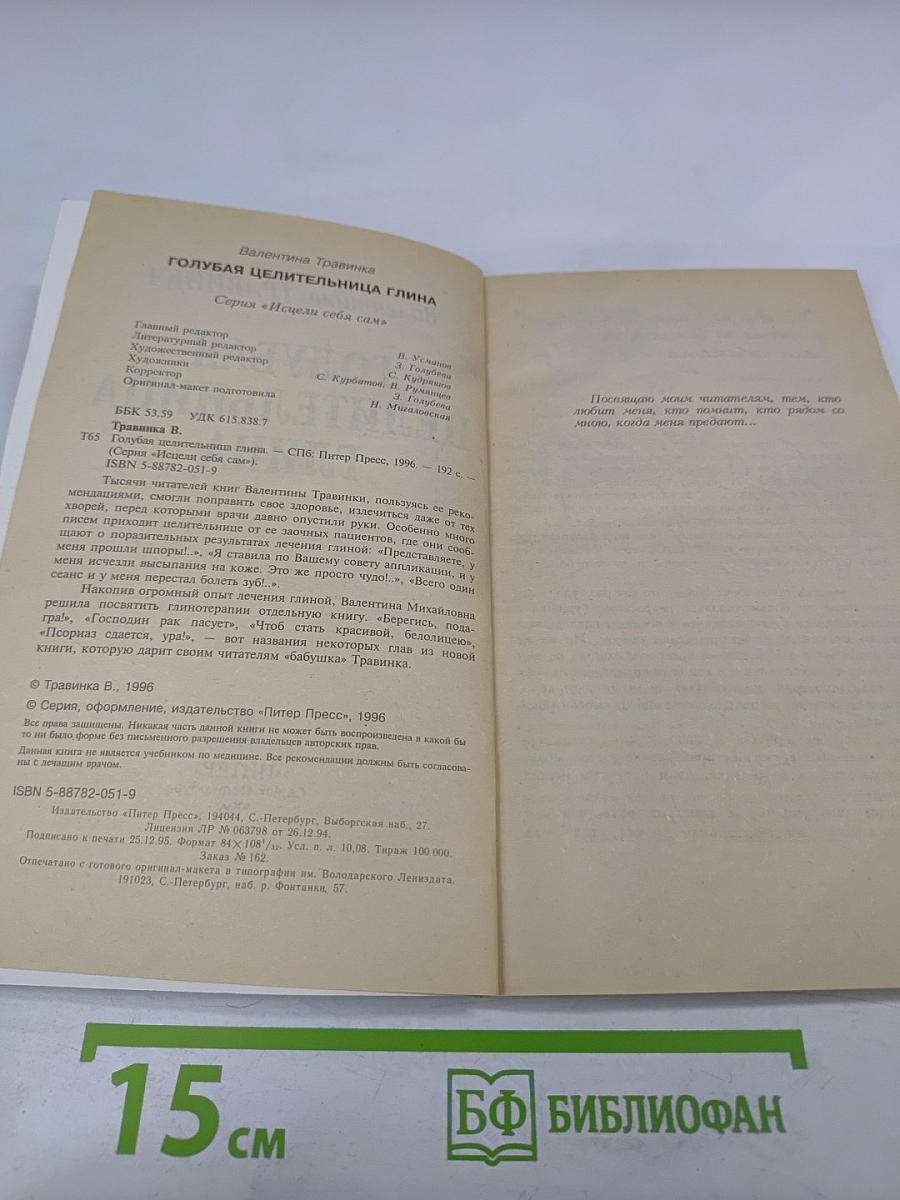 Валентина Травинка
ГОЛУБАЯ ЦЕЛИТЕЛЬНИЦА ГЛИНА
Серия «Исцели себя сам»
Главный редактор В. Усманов
Литературный редактор З. Голубева
Художественный редактор С. Кудряшов
Художники С. Курбатов, В. Румянцев
Корректор З. Голубева
Оригинал-макет подготовила Н. Мигаловская
ББК 53.59 УДК 615.838.7
Травинка В.
Т65 Голубая целительница глина. — СПб: Питер Пресс, 1996. — 192 с. —
(Серия «Исцели себя сам»).
ISBN 5-88782-051-9
Тысячи читателей книг Валентины Травинки, пользуясь ее реко-
мендациями, смогли поправить свое здоровье, излечиться даже от тех
хворей, перед которыми врачи давно опустили руки. Особенно много
писем приходит целительнице от ее заочных пациентов, где они сооб-
щают о поразительных результатах лечения глиной: «Представляете, у
меня прошли шпоры!..», «Я ставила по Вашему совету аппликации, и у
меня исчезли высыпания на коже. Это же просто чудо!..», «Всего один
сеанс и у меня перестал болеть зуб!..».
Накопив огромный опыт лечения глиной, Валентина Михайловна
решила посвятить глинотерапии отдельную книгу. «Берегись, пода-
гра!», «Господин рак пасует», «Чтоб стать красивой, белолицею»,
«Псориаз сдается, ура!», — вот названия некоторых глав из новой
книги, которую дарит своим читателям «бабушка» Травинка.
© Травинка В., 1996
© Серия, оформление, издательство «Питер Пресс», 1996
Все права защищены. Никакая часть данной книги не может быть воспроизведена в какой бы
то ни было форме без письменного разрешения владельцев авторских прав.
Данная книга не является учебником по медицине. Все рекомендации должны быть согласова-
ны с лечащим врачом.
ISBN 5-88782-051-9
Издательство «Питер Пресс». 194044, С.-Петербург, Выборгская наб., 27.
Лицензия ЛР № 063798 от 26.12.94.
Подписано к печати 25.12.95. Формат 84×108¹/₃₂. Усл. п. л. 10,08. Тираж 100 000.
Заказ № 162.
Отпечатано с готового оригинал-макета в типографии им. Володарского Лениздата.
191023, С.-Петербург, наб. р. Фонтанки, 57.
Посвящаю моим читателям, тем, кто
любит меня, кто помнит, кто рядом со
мною, когда меня предают...
15 см
БФ БИБЛИОФАН